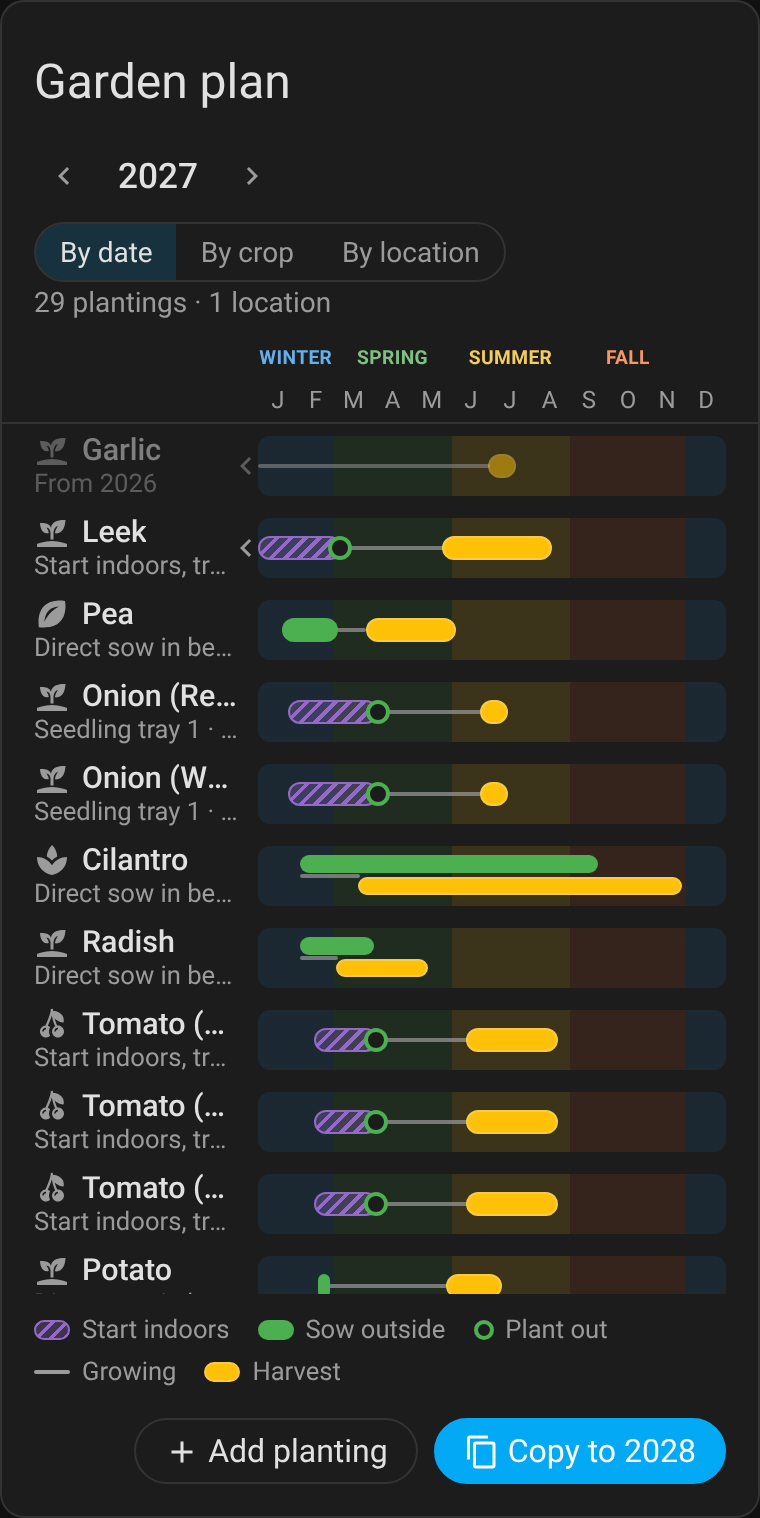 Garden plan
2027
By date By crop By location
29 plantings · 1 location
WINTER SPRING SUMMER FALL
J F M A M J J A S O N D
Garlic
From 2026
Leek
Start indoors, tr...
Pea
Direct sow in be...
Onion (Re...
Seedling tray 1 · ...
Onion (W...
Seedling tray 1 · ...
Cilantro
Direct sow in be...
Radish
Direct sow in be...
Tomato (...
Start indoors, tr...
Tomato (...
Start indoors, tr...
Tomato (...
Start indoors, tr...
Potato
Start indoors Sow outside Plant out
Growing Harvest
Add planting Copy to 2028